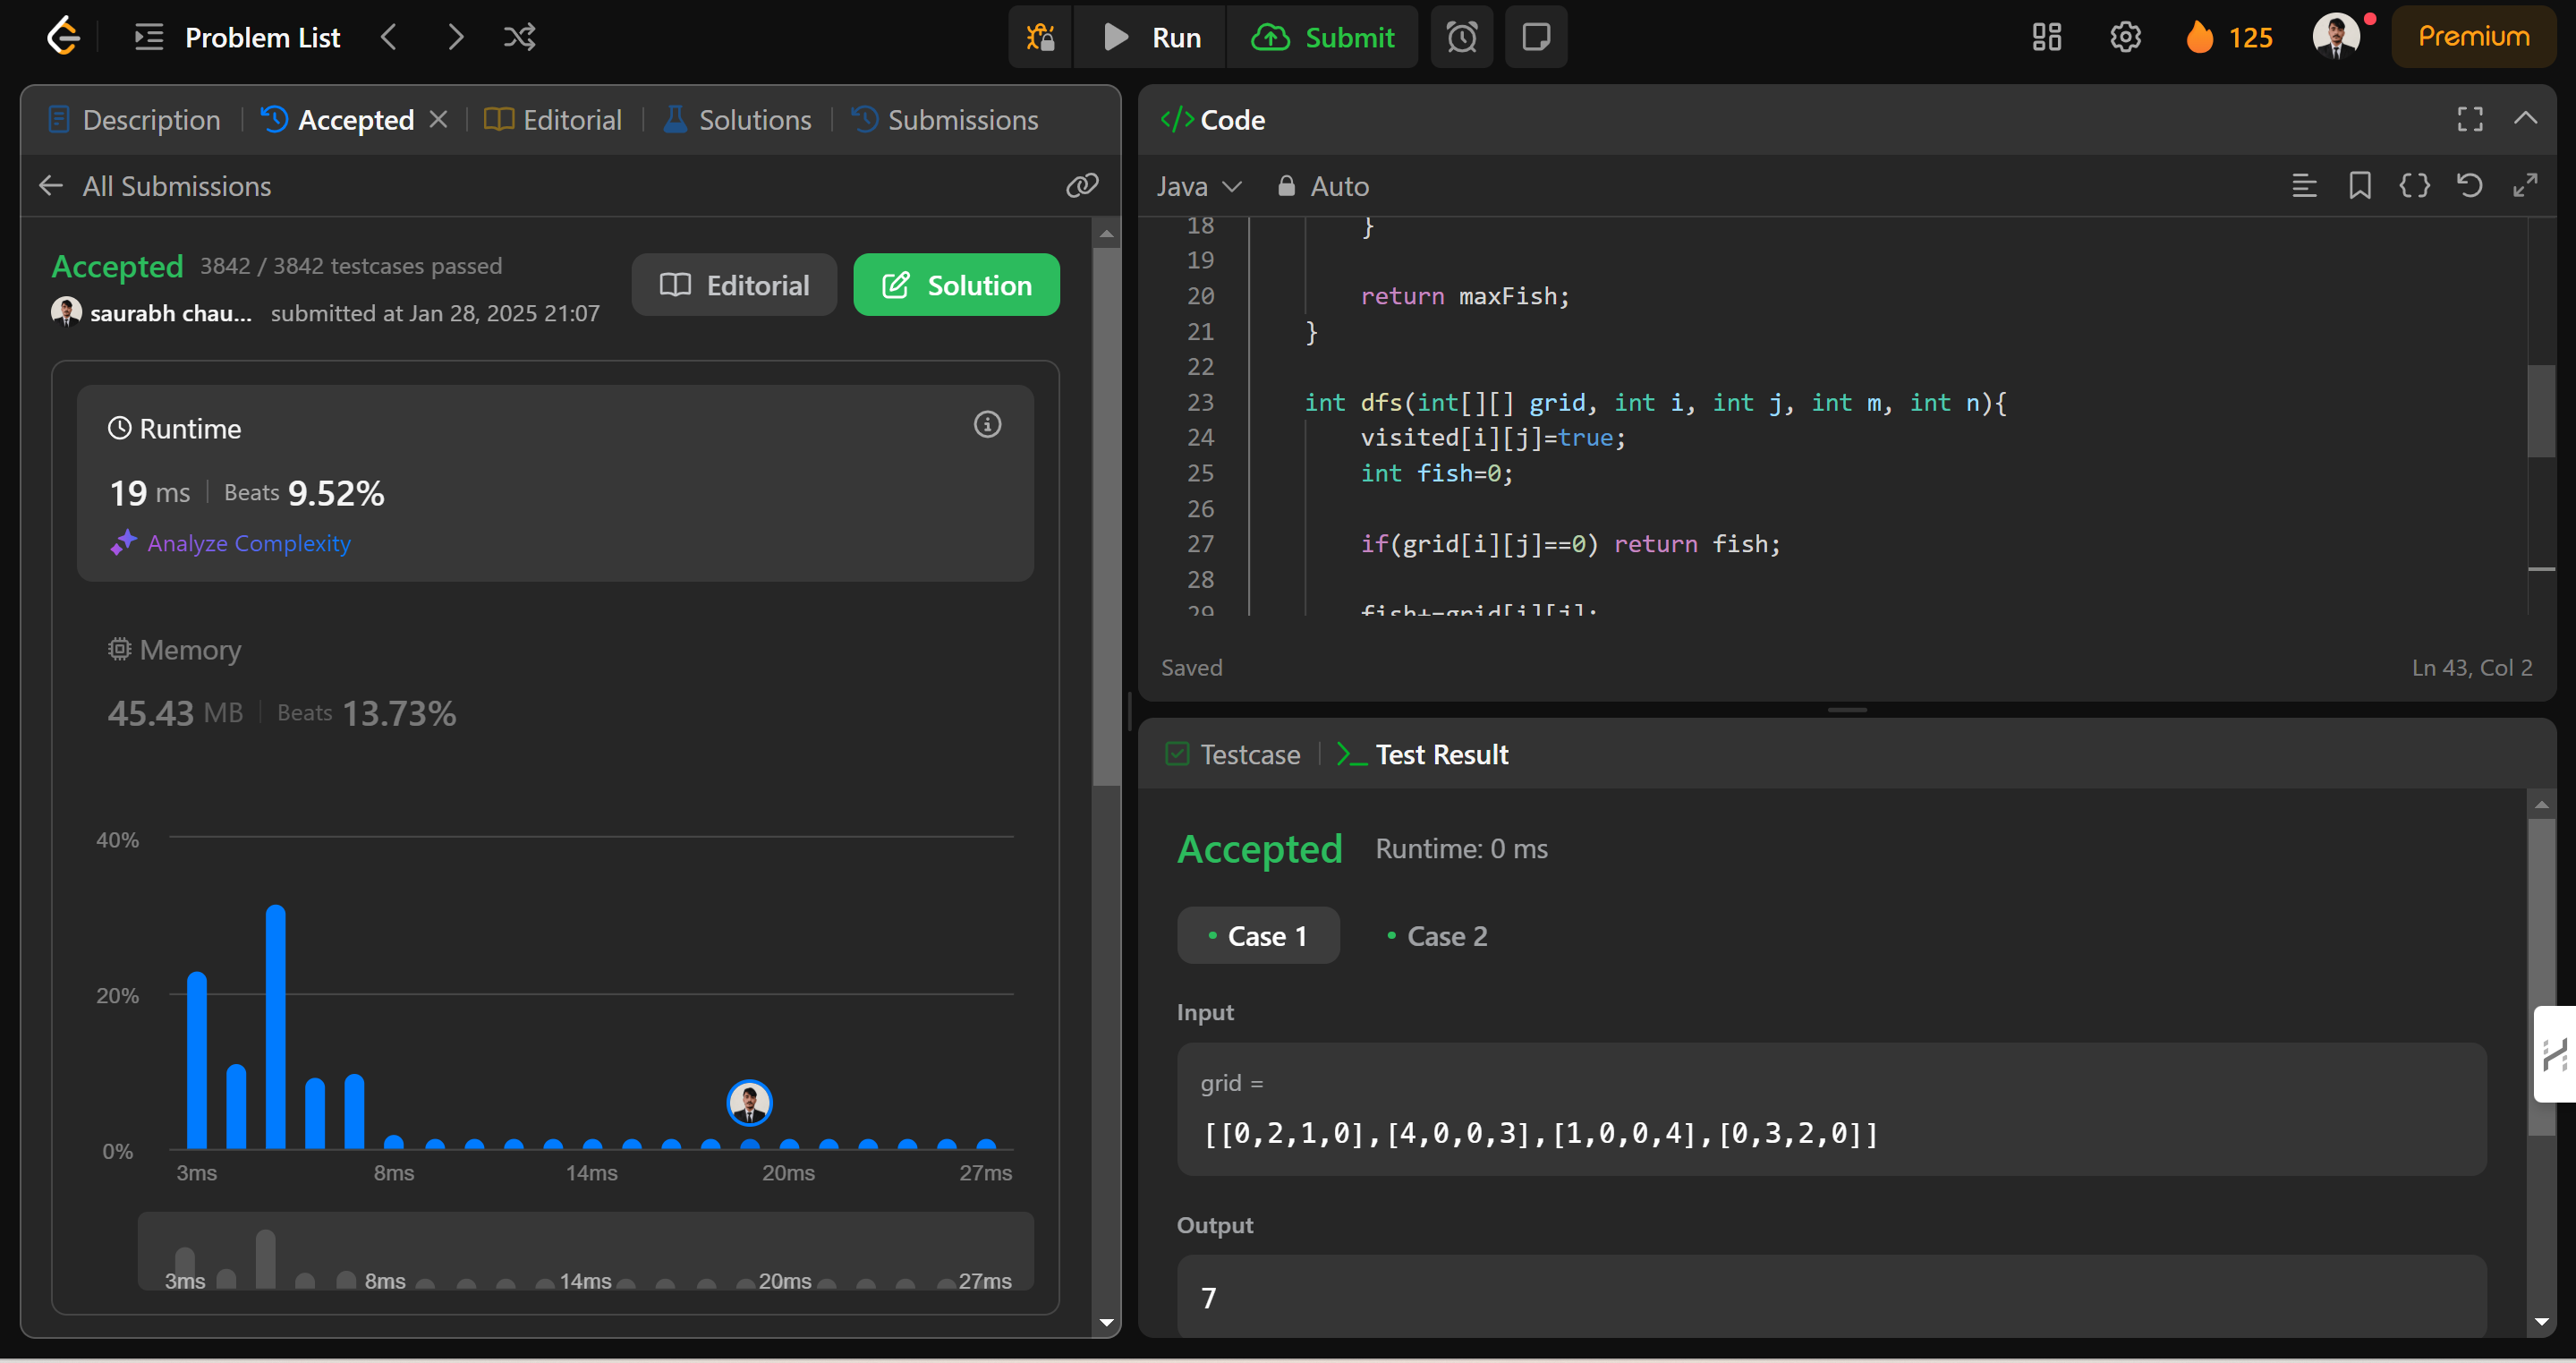 Problem List
Run
Submit
125
Premium
Description
Accepted
Editorial
Solutions
Submissions
All Submissions
Accepted 3842 / 3842 testcases passed
saurabh chau... submitted at Jan 28, 2025 21:07
Editorial
Solution
Runtime
19 ms Beats 9.52%
Analyze Complexity
Memory
45.43 MB Beats 13.73%
40%
20%
0%
3ms 8ms 14ms 20ms 27ms
3ms 8ms 14ms 20ms 27ms
</> Code
Java Auto
18 }
19
20 return maxFish;
21 }
22
23 int dfs(int[][] grid, int i, int j, int m, int n){
24 visited[i][j]=true;
25 int fish=0;
26
27 if(grid[i][j]==0) return fish;
28
29 fish+=grid[i][j];
Saved Ln 43, Col 2
Testcase
>_ Test Result
Accepted Runtime: 0 ms
• Case 1 • Case 2
Input
grid =
[[0,2,1,0],[4,0,0,3],[1,0,0,4],[0,3,2,0]]
Output
7